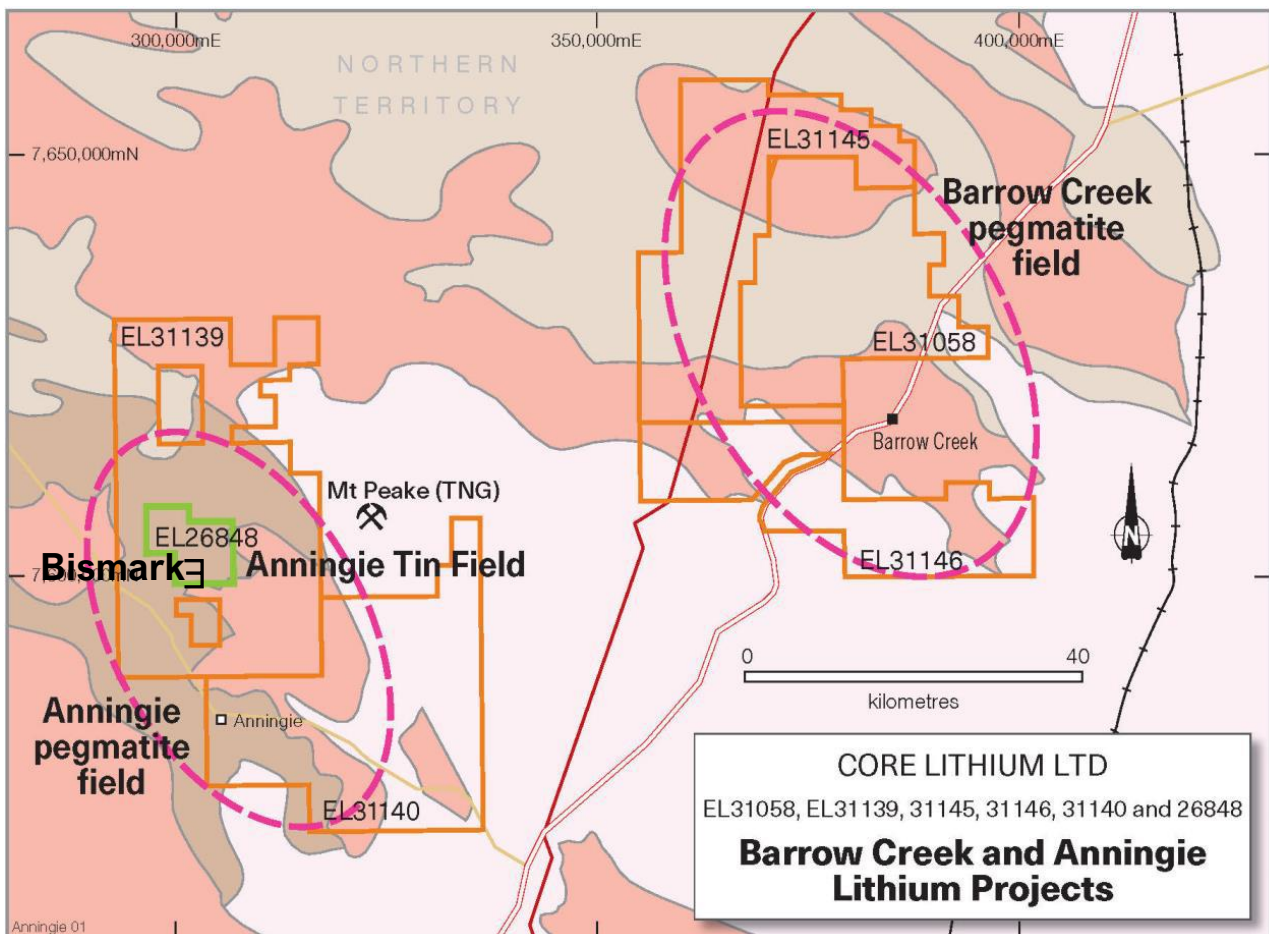 300,000mE
350,000mE
400,000mE
NORTHERN
TERRITORY
7,650,000mN
EL31145
Barrow Creek
pegmatite
field
EL31139
EL31058
Barrow Creek
Mt Peake (TNG)
EL26848
Anningie Tin Field
Bismark
EL31146
N
0
40
kilometres
Anningie
pegmatite
field
Anningie
EL31140
CORE LITHIUM LTD
EL31058, EL31139, 31145, 31146, 31140 and 26848
Barrow Creek and Anningie
Lithium Projects
Anningie 01